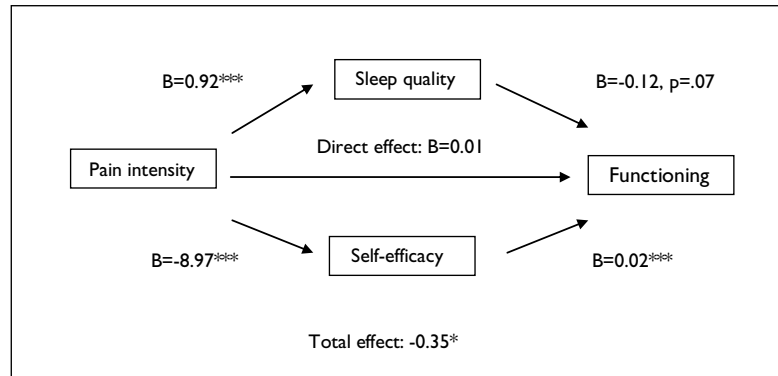 B=0.92***
Sleep quality
B=-0.12, p=.07
Direct effect: B=0.01
Pain intensity
Functioning
B=-8.97***
Self-efficacy
B=0.02***
Total effect: -0.35*